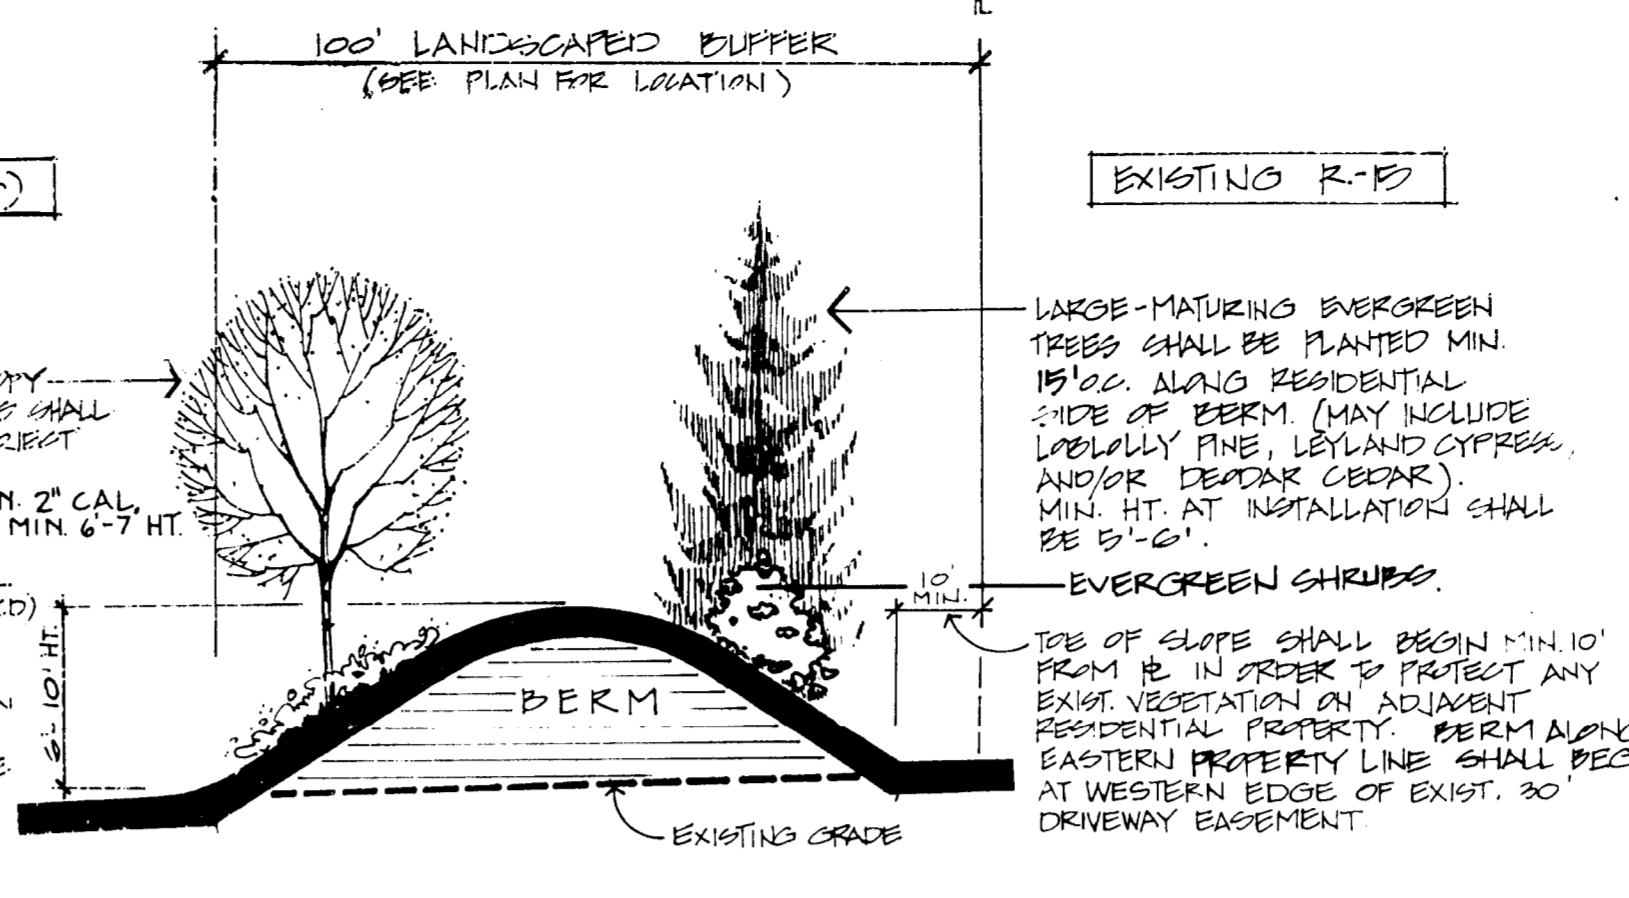 100' LANDSCAPED BUFFER
(SEE PLAN FOR LOCATION)
EXISTING R-15
LARGE-MATURING EVERGREEN
TREES SHALL BE PLANTED MIN.
15' O.C. ALONG RESIDENTIAL
SIDE OF BERM. (MAY INCLUDE
LOBLOLLY PINE, LEYLAND CYPRESS,
AND/OR DEODAR CEDAR).
MIN. HT. AT INSTALLATION SHALL
BE 5'-6'.
10'
MIN.
EVERGREEN SHRUBS.
TOE OF SLOPE SHALL BEGIN MIN. 10'
FROM ⅊ IN ORDER TO PROTECT ANY
EXIST. VEGETATION ON ADJACENT
RESIDENTIAL PROPERTY. BERM ALONG
EASTERN PROPERTY LINE SHALL BEG
AT WESTERN EDGE OF EXIST. 30'
DRIVEWAY EASEMENT.
OPY
S SHALL
N. 2" CAL.
MIN. 6'-7' HT.
10' HT.
BERM
EXISTING GRADE